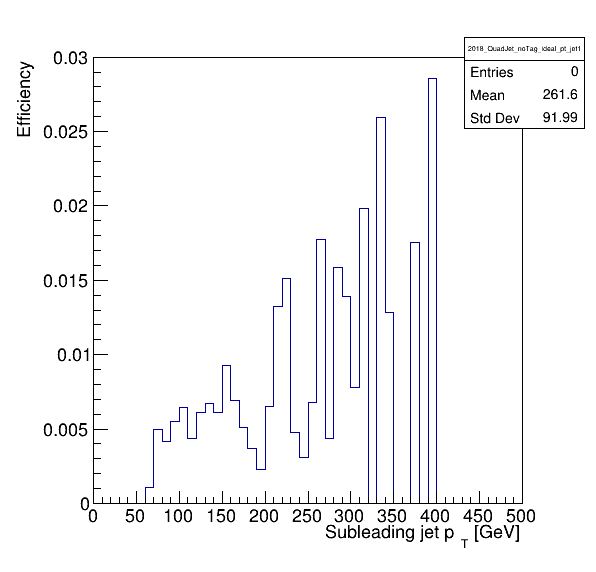 2018_QuadJet_noTag_ideal_pt_jet1
Entries 0
Mean 261.6
Std Dev 91.99
Efficiency
0.03
0.025
0.02
0.015
0.01
0.005
0
0 50 100 150 200 250 300 350 400 450 500
Subleading jet p T [GeV]